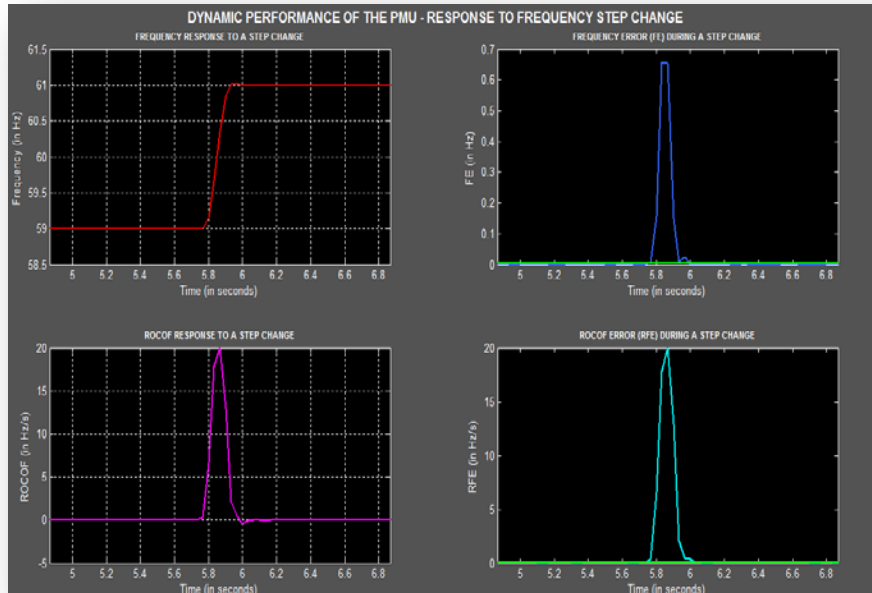 DYNAMIC PERFORMANCE OF THE PMU - RESPONSE TO FREQUENCY STEP CHANGE
FREQUENCY RESPONSE TO A STEP CHANGE
61.5
61
60.5
60
59.5
59
58.5
Frequency (in Hz)
5 5.2 5.4 5.6 5.8 6 6.2 6.4 6.6 6.8
Time (in seconds)
FREQUENCY ERROR (FE) DURING A STEP CHANGE
0.7
0.6
0.5
0.4
0.3
0.2
0.1
0
FE (in Hz)
5 5.2 5.4 5.6 5.8 6 6.2 6.4 6.6 6.8
Time (in seconds)
ROCOF RESPONSE TO A STEP CHANGE
20
15
10
5
0
-5
ROCOF (in Hz/s)
5 5.2 5.4 5.6 5.8 6 6.2 6.4 6.6 6.8
Time (in seconds)
ROCOF ERROR (RFE) DURING A STEP CHANGE
20
15
10
5
0
RFE (in Hz/s)
5 5.2 5.4 5.6 5.8 6 6.2 6.4 6.6 6.8
Time (in seconds)